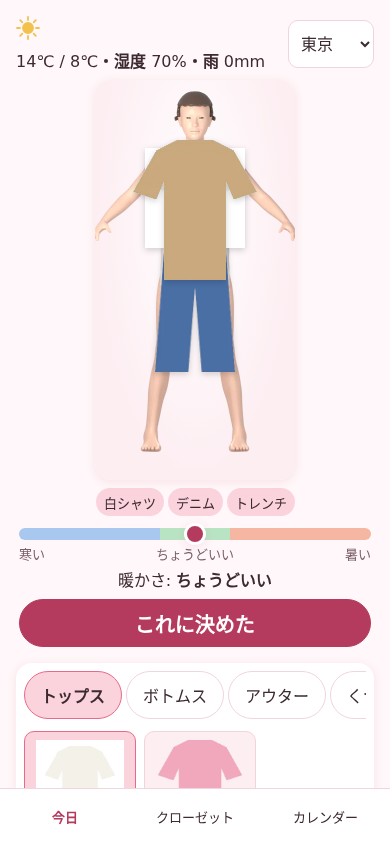 東京
14℃ / 8℃ • 湿度 70% • 雨 0mm
白シャツ デニム トレンチ
寒い ちょうどいい 暑い
暖かさ: ちょうどいい
これに決めた
トップス ボトムス アウター
今日 クローゼット カレンダー